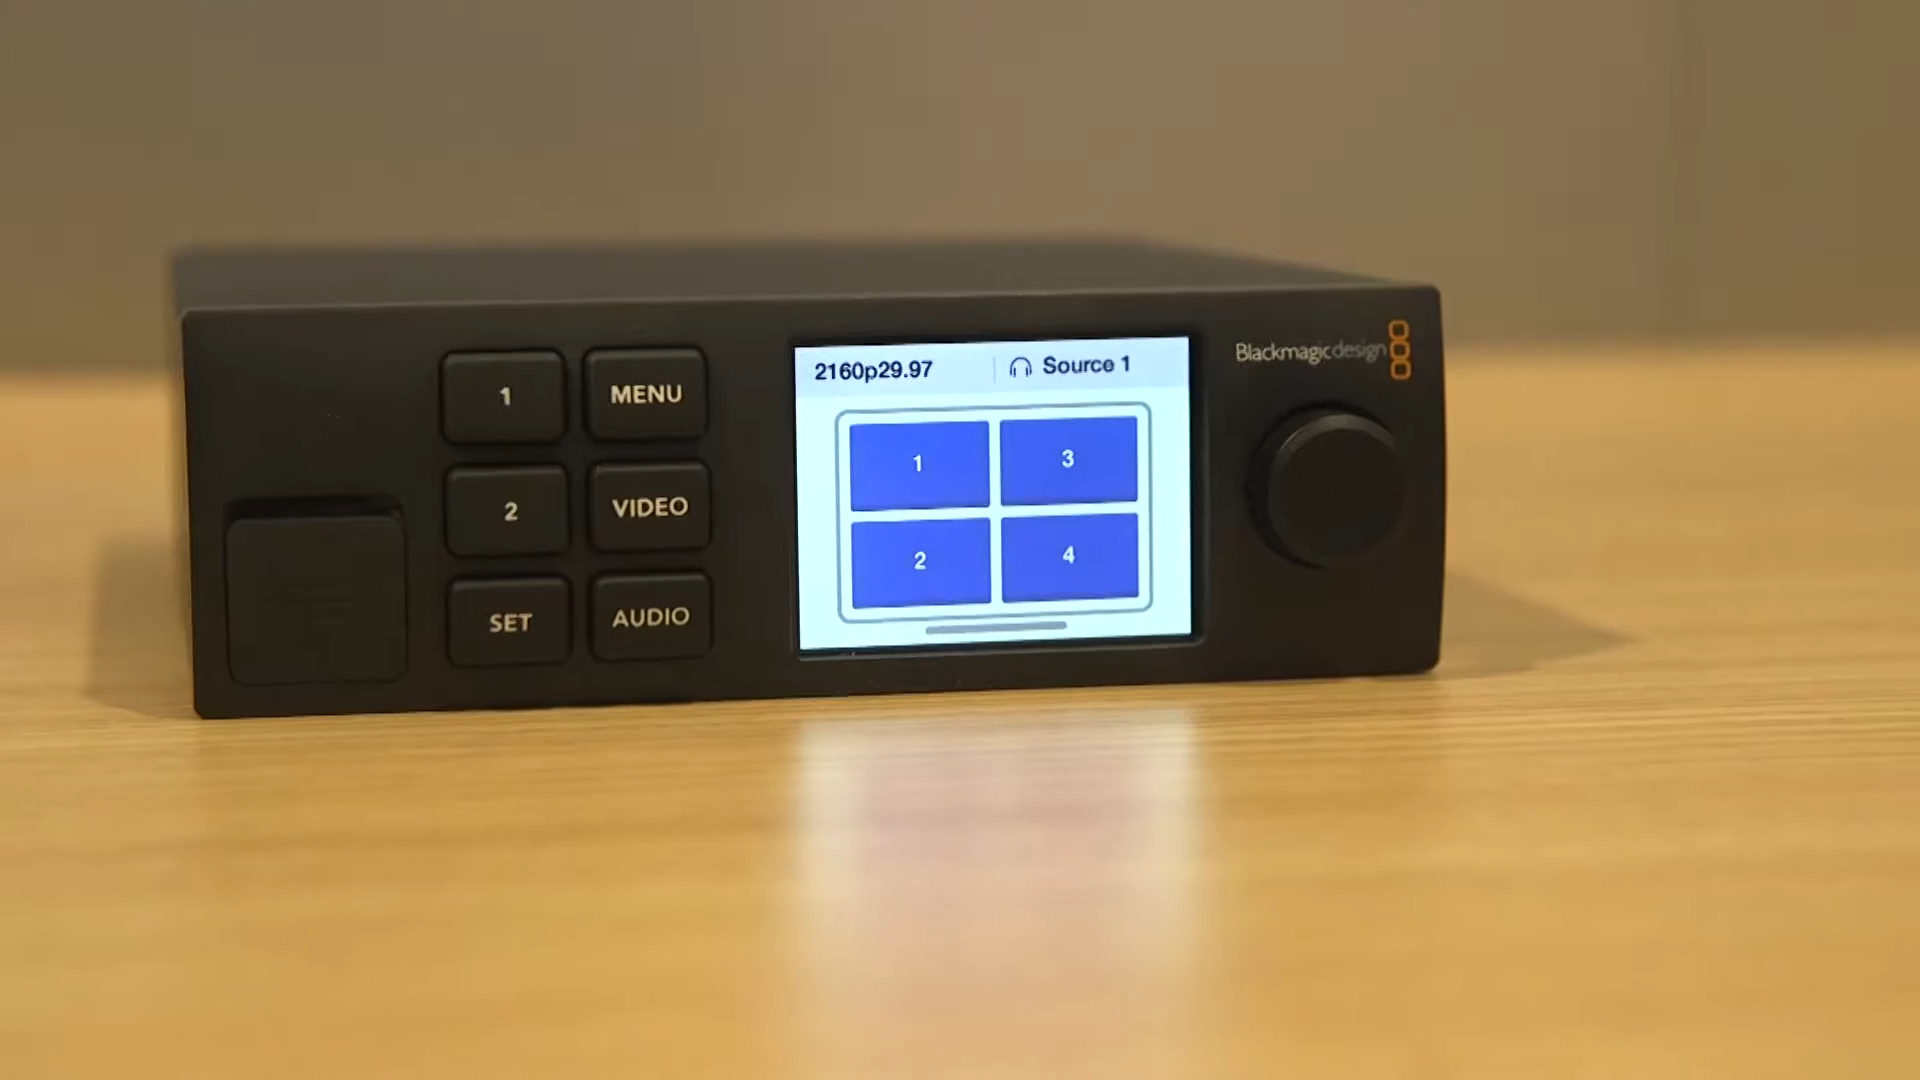 1
MENU
2
VIDEO
SET
AUDIO
2160p29.97
Source 1
1
3
2
4
Blackmagicdesign